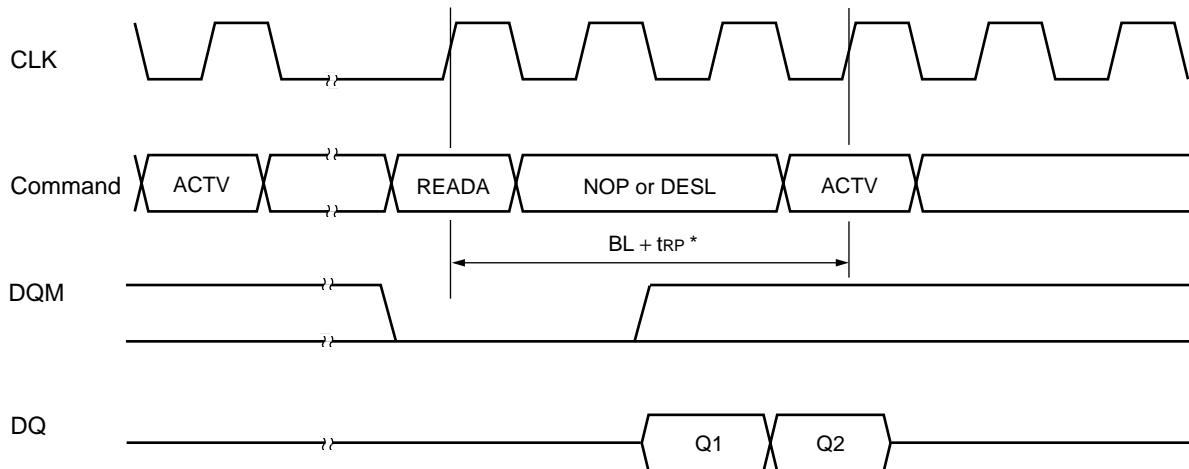 CLK
Command ACTV READA NOP or DESL ACTV
BL + tRP *
DQM
DQ Q1 Q2